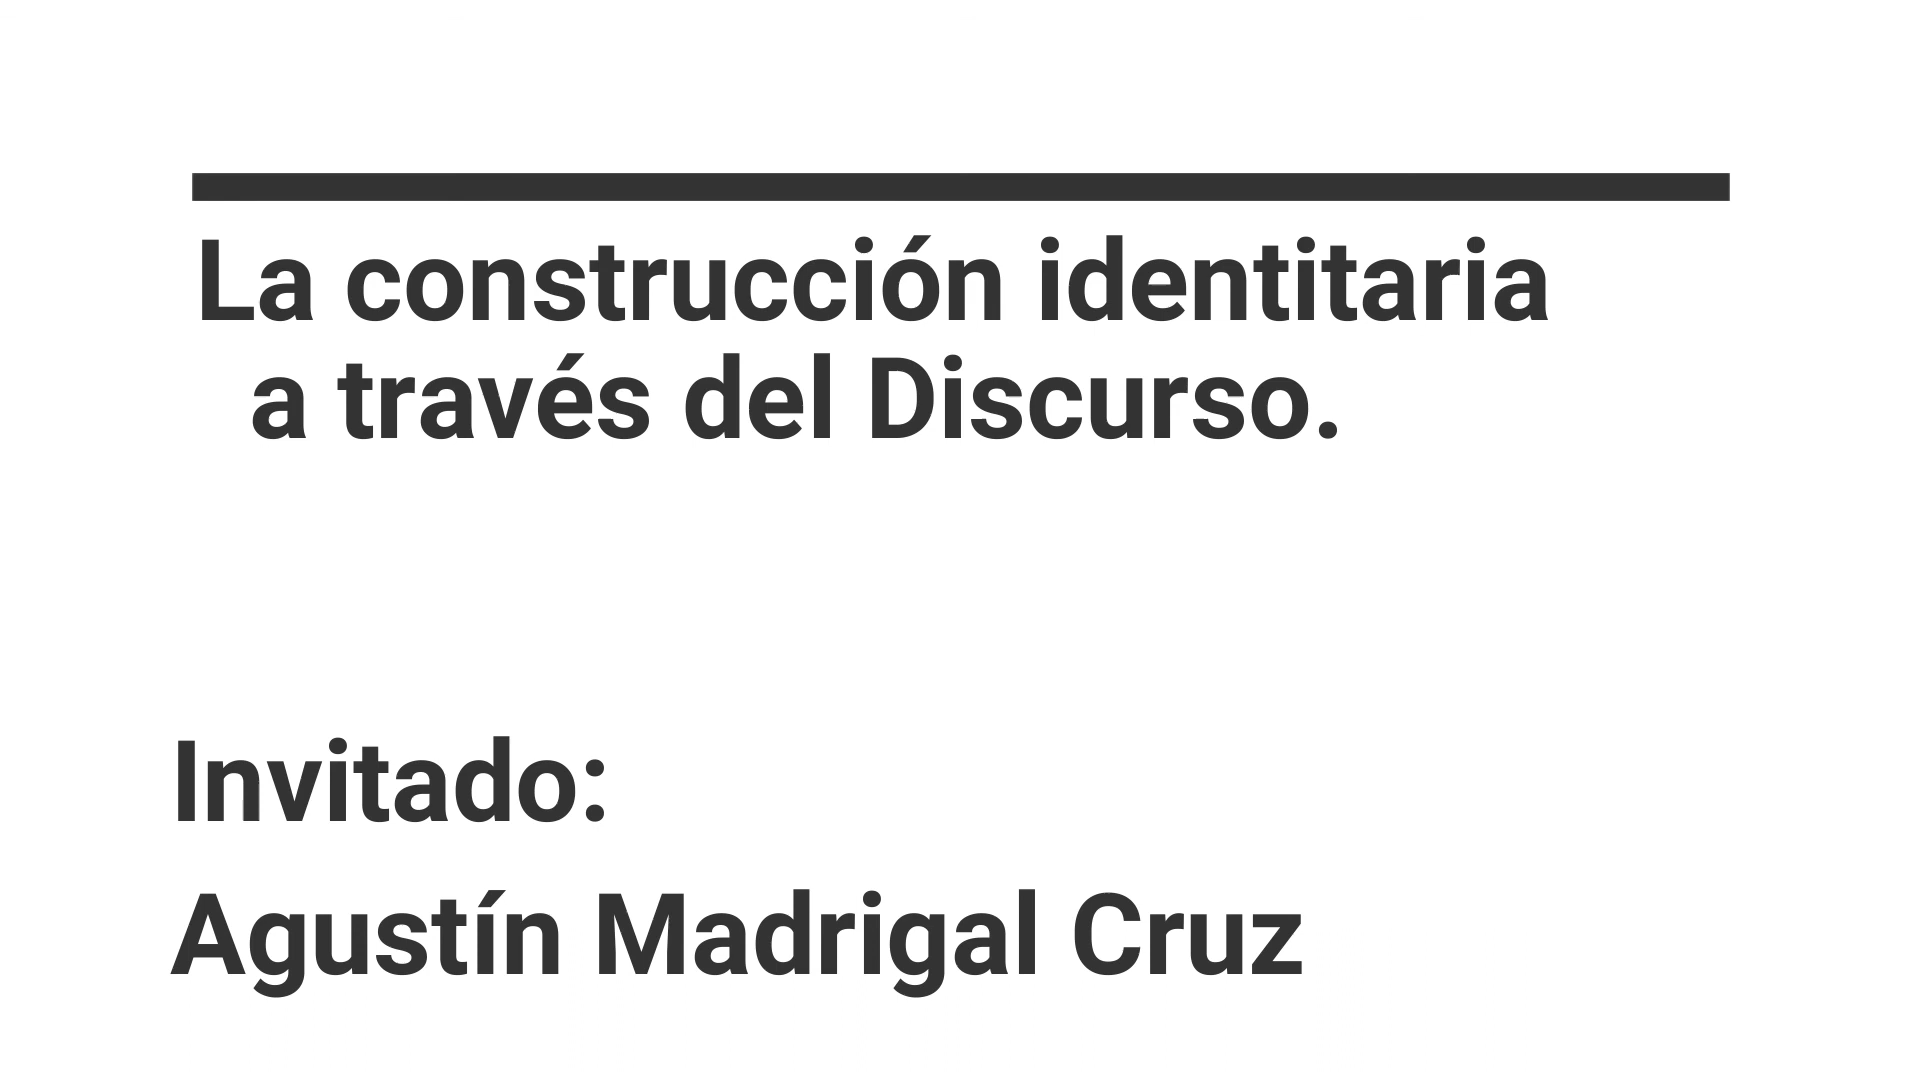 La construcción identitaria
a través del Discurso.
Invitado:
Agustín Madrigal Cruz